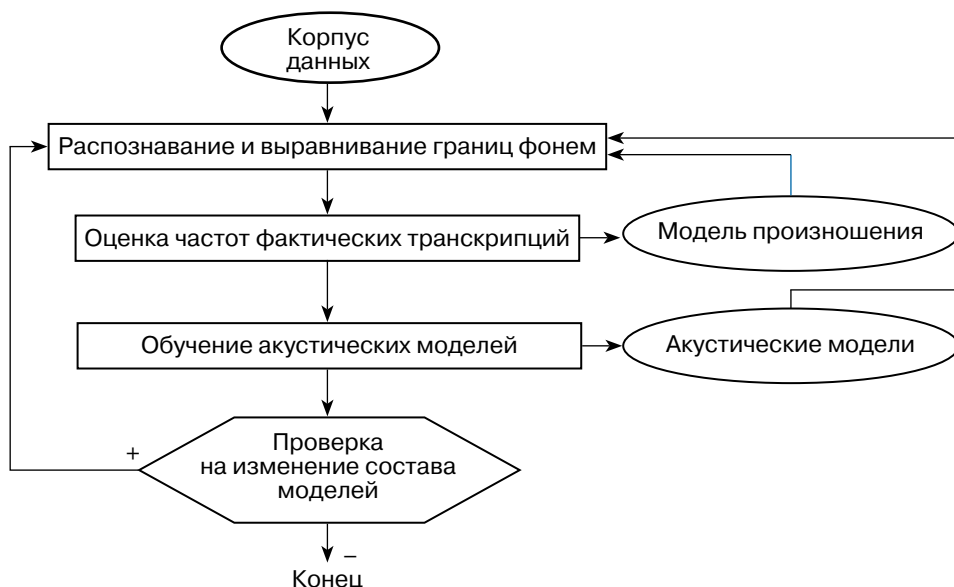 Корпус
данных
Распознавание и выравнивание границ фонем
Оценка частот фактических транскрипций
Модель произношения
Обучение акустических моделей
Акустические модели
Проверка
на изменение состава
моделей
+
–
Конец